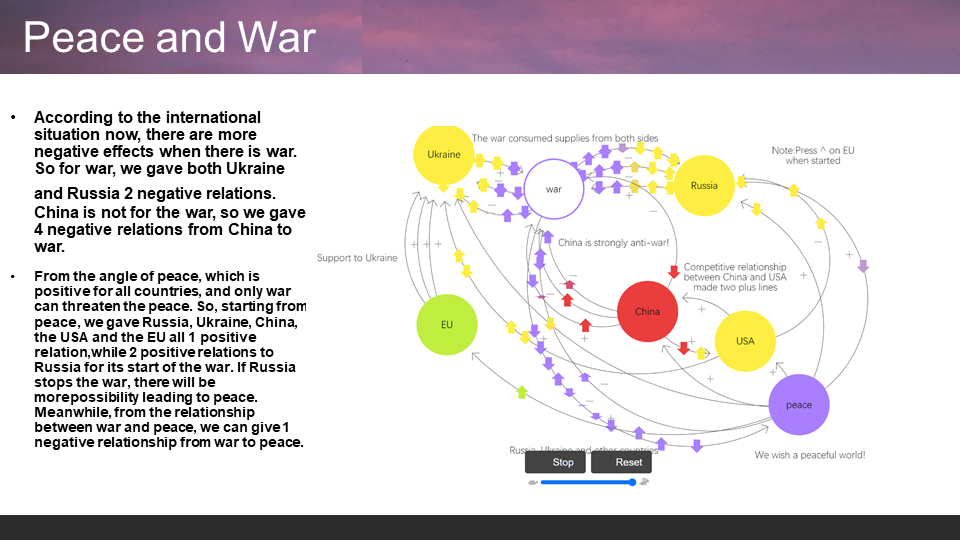 Peace and War
• According to the international
situation now, there are more
negative effects when there is war.
So for war, we gave both Ukraine
and Russia 2 negative relations.
China is not for the war, so we gave
4 negative relations from China to
war.
• From the angle of peace, which is
positive for all countries, and only war
can threaten the peace. So, starting from
peace, we gave Russia, Ukraine, China,
the USA and the EU all 1 positive
relation,while 2 positive relations to
Russia for its start of the war. If Russia
stops the war, there will be
morepossibility leading to peace.
Meanwhile, from the relationship
between war and peace, we can give 1
negative relationship from war to peace.
The war consumed supplies from both sides
Ukraine
war
Russia
Note:Press ^ on EU
when started
China is strongly anti-war!
Support to Ukraine
Competitive relationship
between China and USA
made two plus lines
EU
China
USA
peace
Russia, Ukraine and other countries
We wish a peaceful world!
Stop
Reset